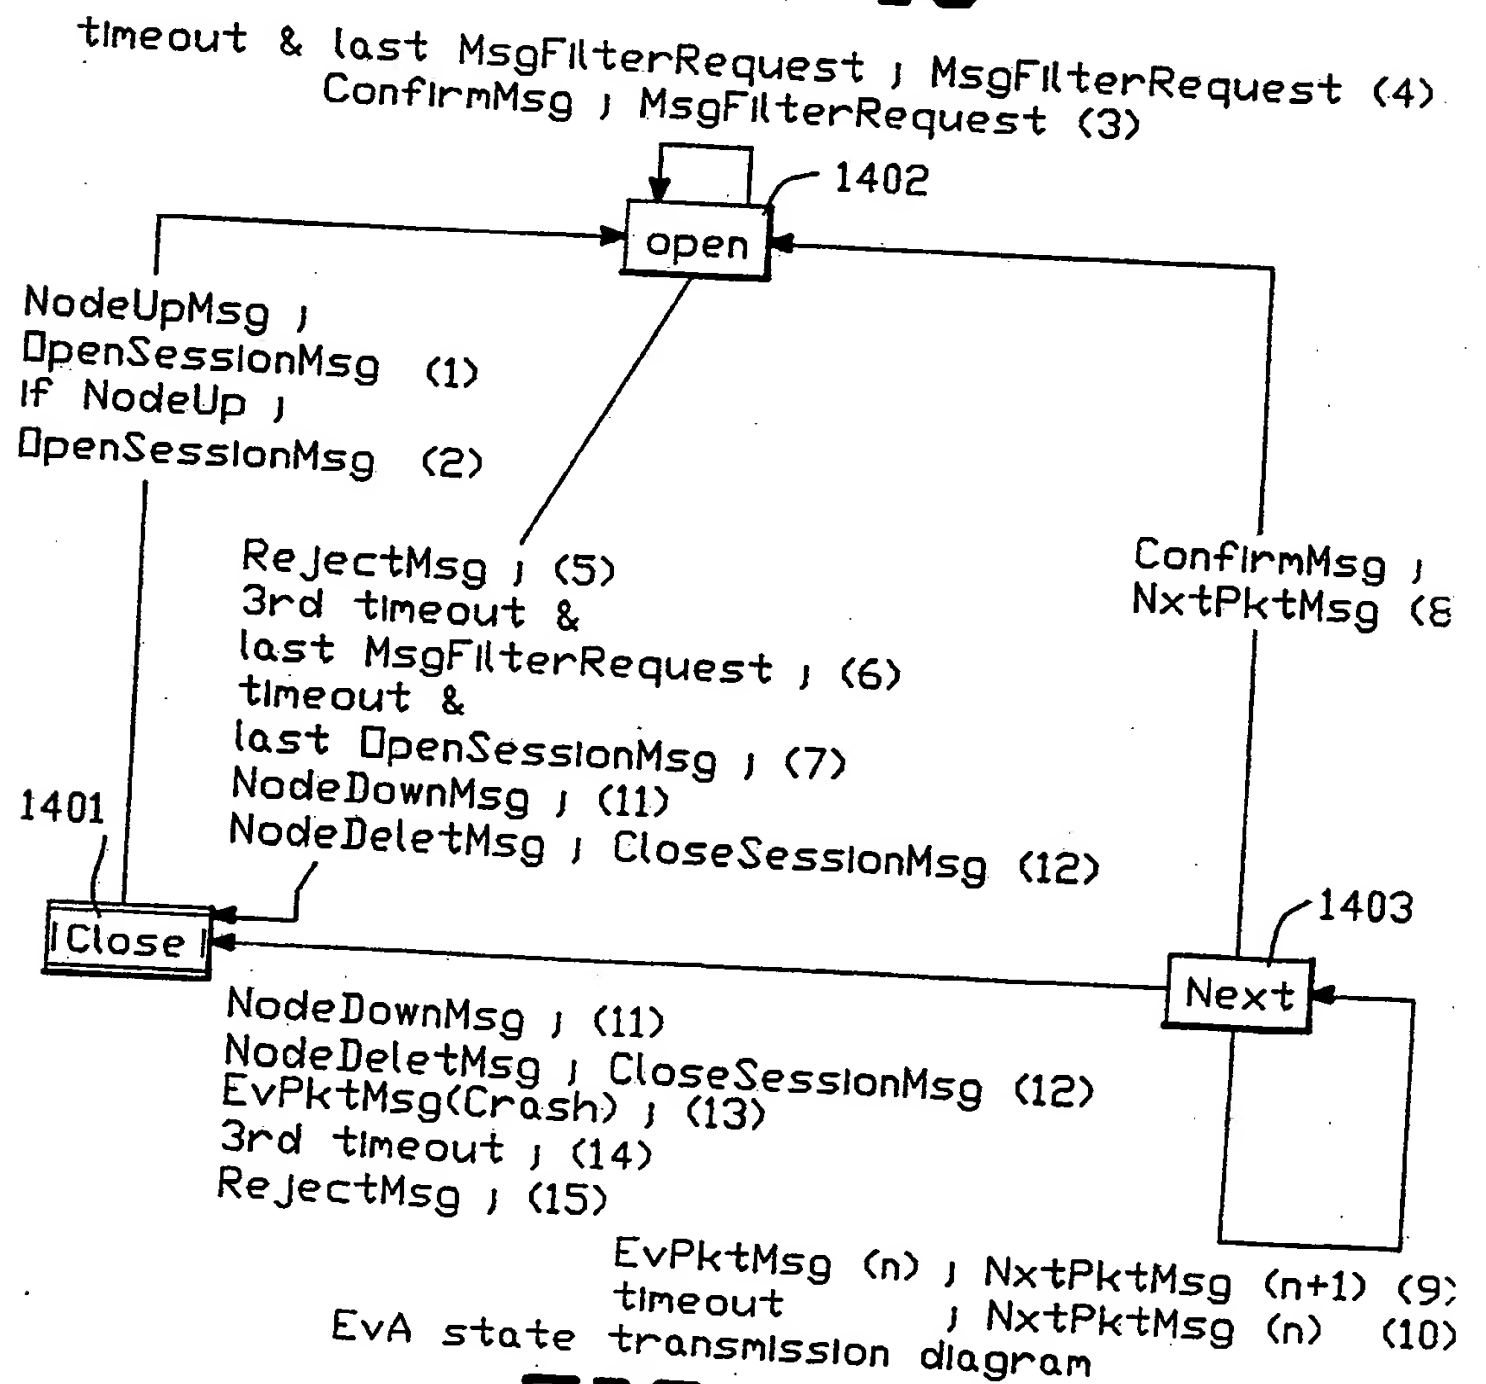 timeout & last MsgFilterRequest ; MsgFilterRequest (4)
ConfirmMsg ; MsgFilterRequest (3)
1402
open
NodeUpMsg ;
OpenSessionMsg (1)
If NodeUp ;
OpenSessionMsg (2)
RejectMsg ; (5)
3rd timeout &
last MsgFilterRequest ; (6)
timeout &
last OpenSessionMsg ; (7)
NodeDownMsg ; (11)
NodeDeletMsg ; CloseSessionMsg (12)
ConfirmMsg ;
NxtPktMsg (8
1401
Close
1403
Next
NodeDownMsg ; (11)
NodeDeletMsg ; CloseSessionMsg (12)
EvPktMsg(Crash) ; (13)
3rd timeout ; (14)
RejectMsg ; (15)
EvPktMsg (n) ; NxtPktMsg (n+1) (9)
timeout ; NxtPktMsg (n) (10)
EvA state transmission diagram